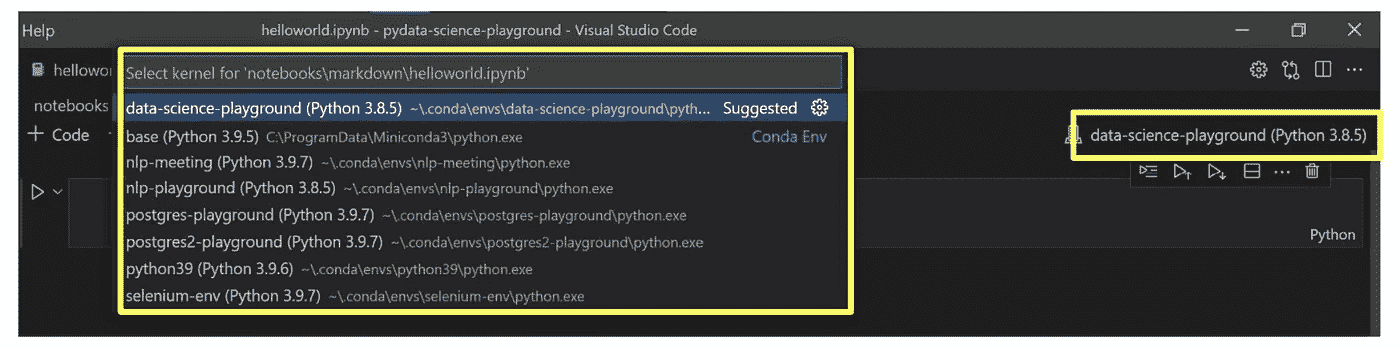 Help
helloworld.ipynb - pydata-science-playground - Visual Studio Code
hellowor
Select kernel for 'notebooks\markdown\helloworld.ipynb'
notebooks
data-science-playground (Python 3.8.5) ~\.conda\envs\data-science-playground\pyth... Suggested
+ Code
base (Python 3.9.5) C:\ProgramData\Miniconda3\python.exe Conda Env
data-science-playground (Python 3.8.5)
nlp-meeting (Python 3.9.7) ~\.conda\envs\nlp-meeting\python.exe
nlp-playground (Python 3.8.5) ~\.conda\envs\nlp-playground\python.exe
postgres-playground (Python 3.9.7) ~\.conda\envs\postgres-playground\python.exe
Python
postgres2-playground (Python 3.9.7) ~\.conda\envs\postgres2-playground\python.exe
python39 (Python 3.9.6) ~\.conda\envs\python39\python.exe
selenium-env (Python 3.9.7) ~\.conda\envs\selenium-env\python.exe